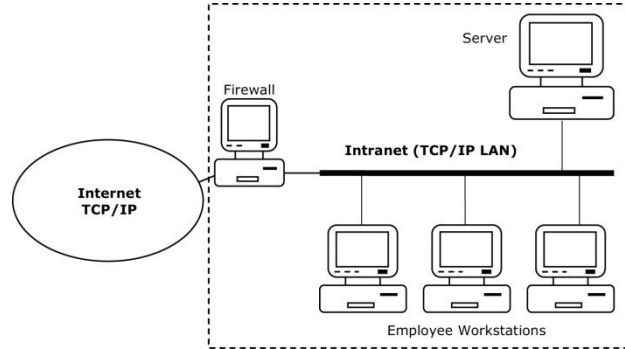 Server
Firewall
Intranet (TCP/IP LAN)
Internet
TCP/IP
Employee Workstations